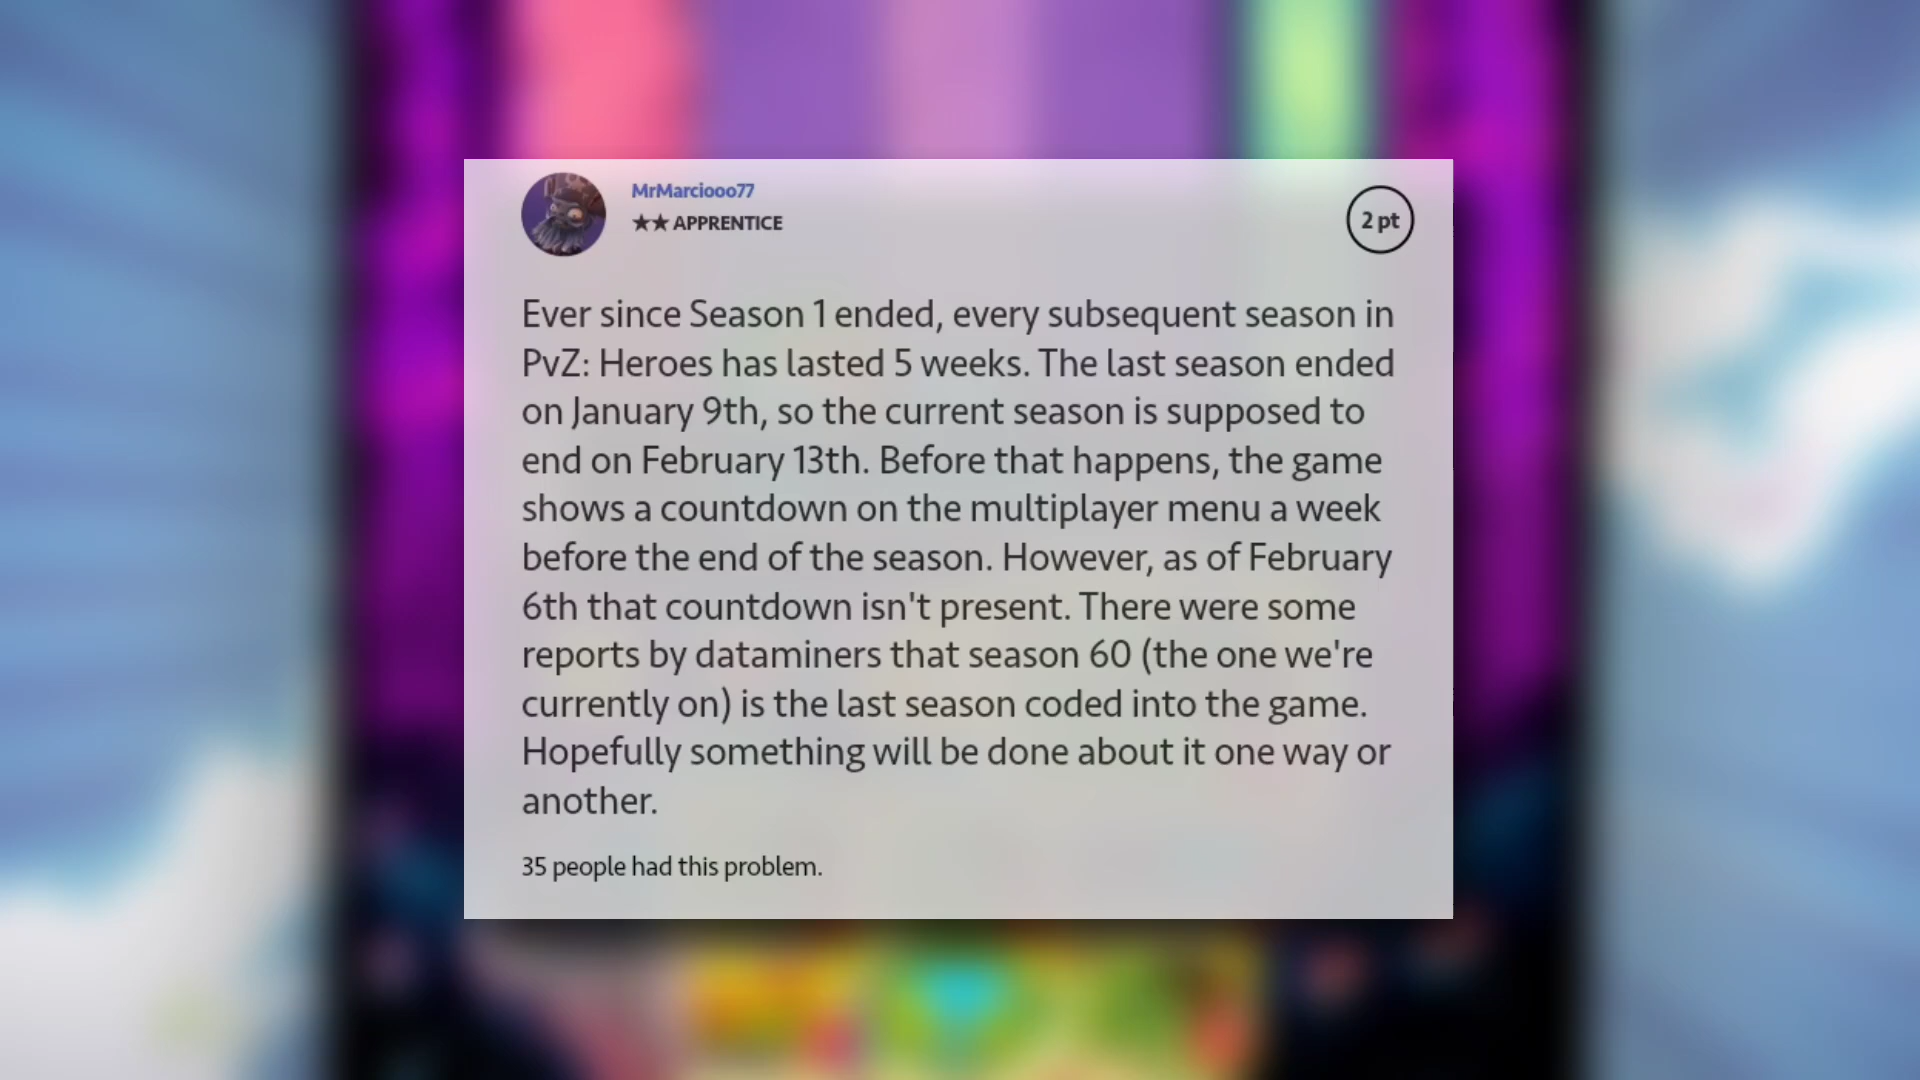 MrMarciooo77
★★ APPRENTICE
2 pt
Ever since Season 1 ended, every subsequent season in
PvZ: Heroes has lasted 5 weeks. The last season ended
on January 9th, so the current season is supposed to
end on February 13th. Before that happens, the game
shows a countdown on the multiplayer menu a week
before the end of the season. However, as of February
6th that countdown isn't present. There were some
reports by dataminers that season 60 (the one we're
currently on) is the last season coded into the game.
Hopefully something will be done about it one way or
another.
35 people had this problem.